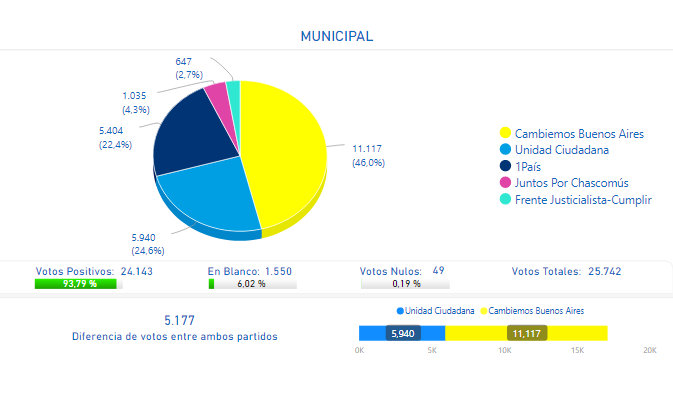 MUNICIPAL
647
(2,7%)
1.035
(4,3%)
5.404
(22,4%)
11.117
(46,0%)
5.940
(24,6%)
Cambiemos Buenos Aires
Unidad Ciudadana
1País
Juntos Por Chascomús
Frente Justicialista-Cumplir
Votos Positivos: 24.143
93,79 %
En Blanco: 1.550
6,02 %
Votos Nulos: 49
0,19 %
Votos Totales: 25.742
5.177
Diferencia de votos entre ambos partidos
Unidad Ciudadana Cambiemos Buenos Aires
5,940 11,117
0K 5K 10K 15K 20K